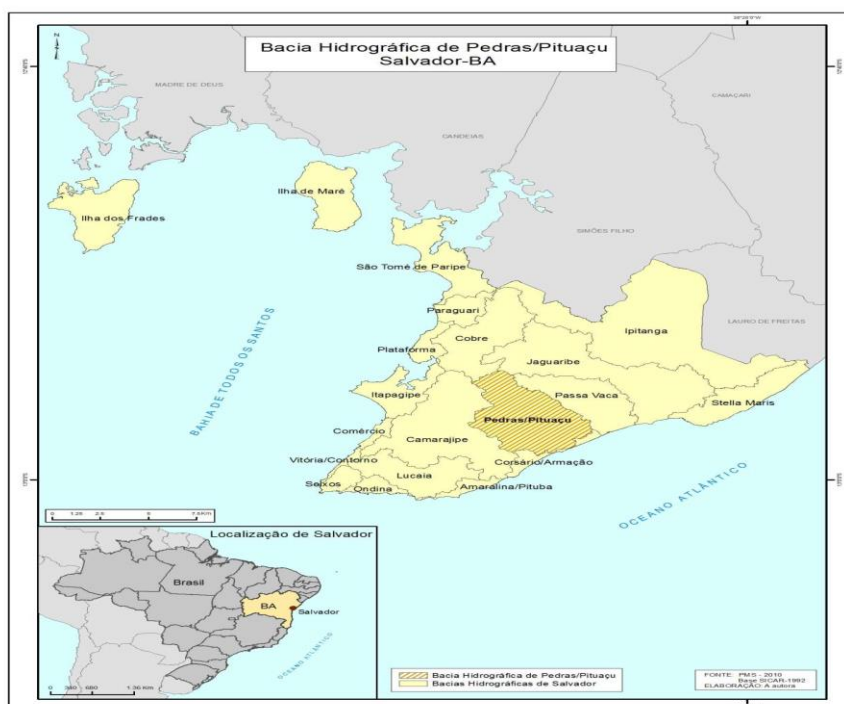 Bacia Hidrográfica de Pedras/Pituaçu
Salvador-BA
MADRE DE DEUS
CAMAÇARI
CANDEIAS
Ilha dos Frades
Ilha de Maré
SIMÕES FILHO
São Tomé de Paripe
Paraguari
LAURO DE FREITAS
Ipitanga
Cobre
Plataforma
Jaguaribe
Itapagipe
Passa Vaca
Stella Maris
Pedras/Pituaçu
BAHIA DE TODOS OS SANTOS
Comércio
Camarajipe
Vitória/Contorno
Corsário/Armação
Lucaia
Seixos
Ondina
Amaralina/Pituba
OCEANO ATLÂNTICO
Localização de Salvador
Brasil
BA
Salvador
OCEANO ATLÂNTICO
Bacia Hidrográfica de Pedras/Pituaçu
Bacias Hidrográficas de Salvador
FONTE: PMS - 2010
Base SICAR-1992
ELABORAÇÃO: A autora